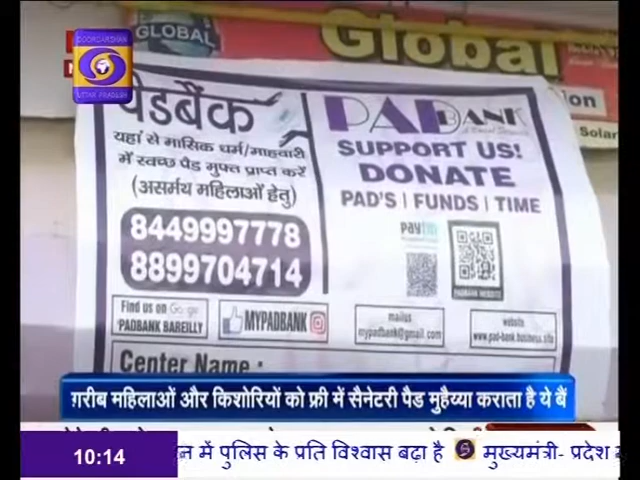 GLOBAL
Global
DOORDARSHAN
UTTAR PRADESH
Solar
पैडबैंक
यहाँ से मासिक धर्म/माहवारी
में स्वच्छ पैड मुफ्त प्राप्त करें
(असमर्थ महिलाओं हेतु)
8449997778
8899704714
Find us on Google
"PADBANK BAREILLY"
MYPADBANK
Center Name :
PADBANK
SUPPORT US!
DONATE
PAD'S | FUNDS | TIME
paytm
PADBANK WEBSITE
mailus
mypadbank@gmail.com
website
www.pad-bank.business.site
ग़रीब महिलाओं और किशोरियों को फ्री में सैनेटरी पैड मुहैय्या कराता है ये बैं
10:14
में पुलिस के प्रति विश्वास बढ़ा है
मुख्यमंत्री- प्रदेश